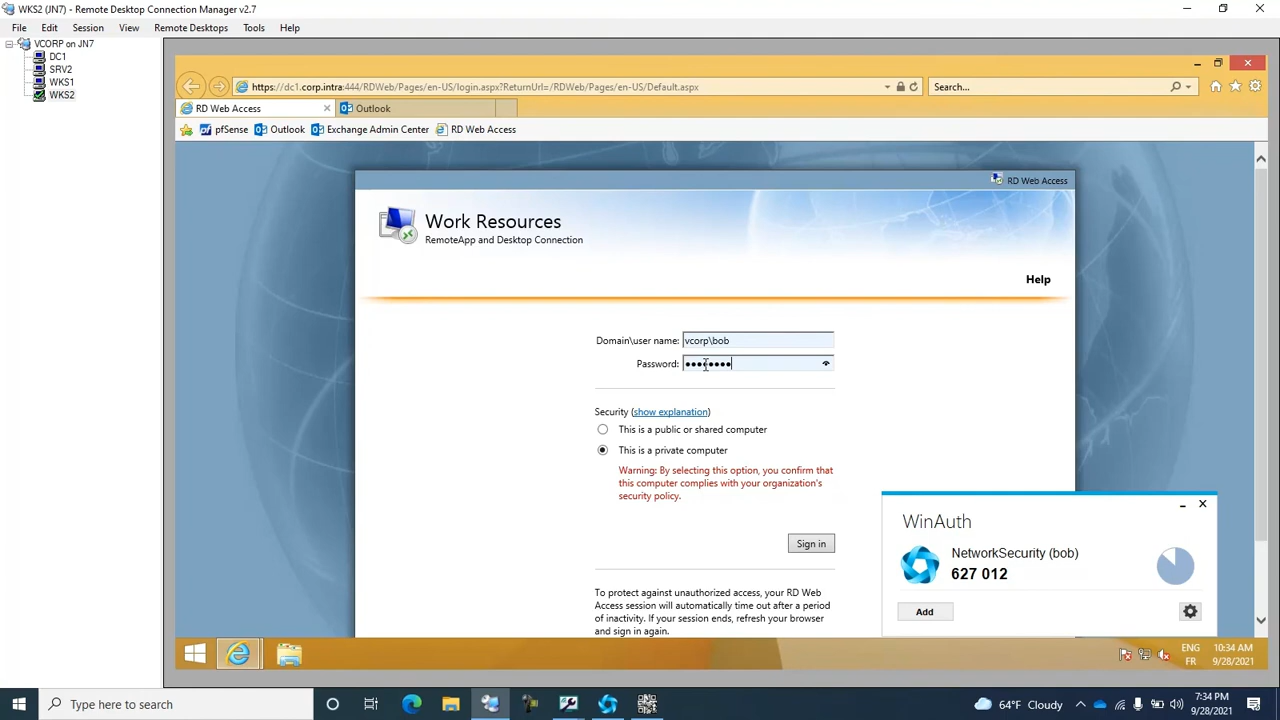 WKS2 (JN7) - Remote Desktop Connection Manager v2.7
File Edit Session View Remote Desktops Tools Help
VCORP on JN7
DC1
SRV2
WKS1
WKS2
https://dc1.corp.intra:444/RDWeb/Pages/en-US/login.aspx?ReturnUrl=/RDWeb/Pages/en-US/Default.aspx
Search...
RD Web Access
Outlook
pfSense Outlook Exchange Admin Center RD Web Access
RD Web Access
Work Resources
RemoteApp and Desktop Connection
Help
Domain\user name: vcorp\bob
Password: ••••••••
Security (show explanation)
This is a public or shared computer
This is a private computer
Warning: By selecting this option, you confirm that
this computer complies with your organization's
security policy.
Sign in
To protect against unauthorized access, your RD Web
Access session will automatically time out after a period
of inactivity. If your session ends, refresh your browser
and sign in again.
WinAuth
NetworkSecurity (bob)
627 012
Add
ENG 10:34 AM
FR 9/28/2021
Type here to search
64°F Cloudy
7:34 PM
9/28/2021